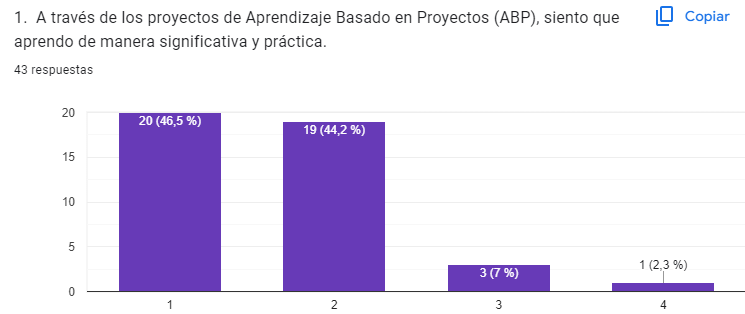 1. A través de los proyectos de Aprendizaje Basado en Proyectos (ABP), siento que
aprendo de manera significativa y práctica.
Copiar
43 respuestas
20
15
10
5
0
20 (46,5 %)
19 (44,2 %)
3 (7 %)
1 (2,3 %)
1
2
3
4